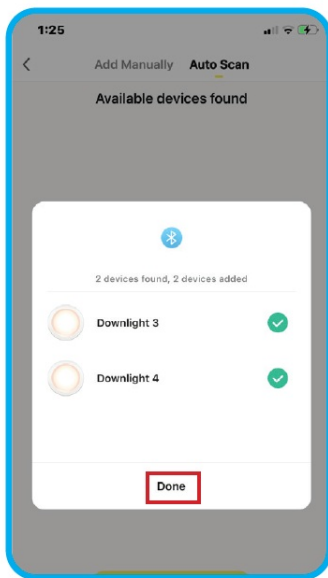 1:25
Add Manually Auto Scan
Available devices found
2 devices found, 2 devices added
Downlight 3
Downlight 4
Done